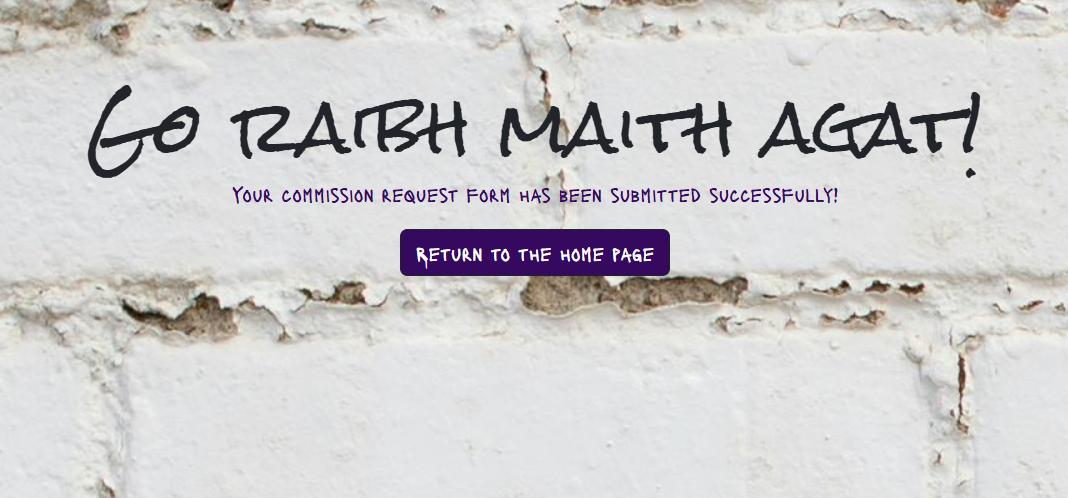 Go raibh maith agat!
Your commission request form has been submitted successfully!
Return to the home page